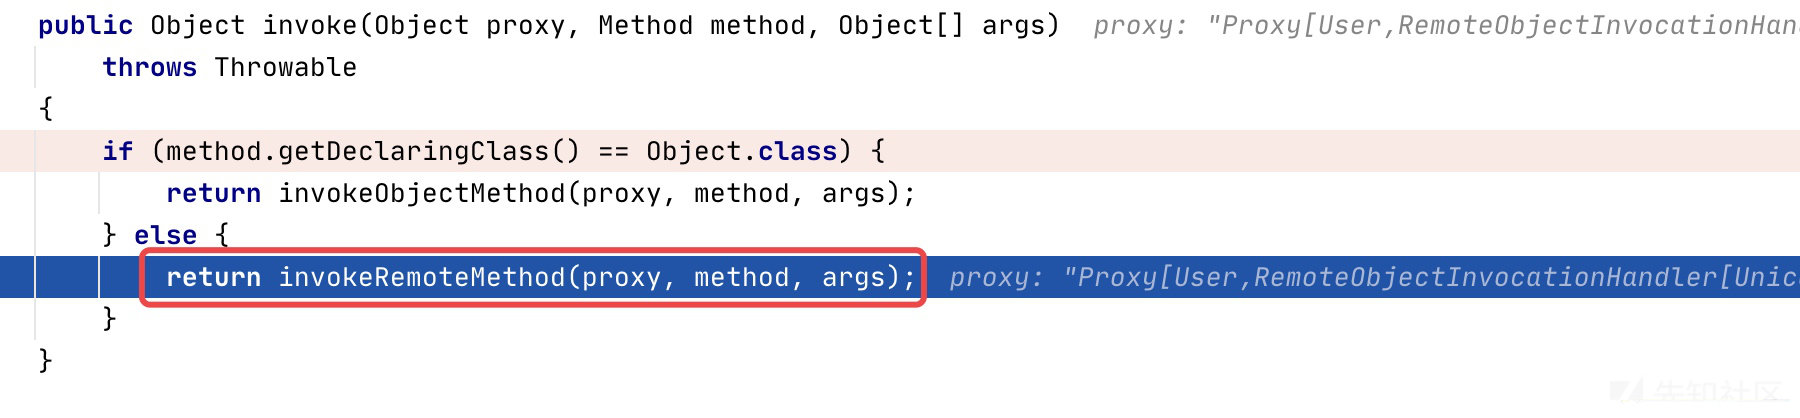 public Object invoke(Object proxy, Method method, Object[] args)  proxy: "Proxy[User,RemoteObjectInvocationHan
    throws Throwable
{
    if (method.getDeclaringClass() == Object.class) {
        return invokeObjectMethod(proxy, method, args);
    } else {
        return invokeRemoteMethod(proxy, method, args);  proxy: "Proxy[User,RemoteObjectInvocationHandler[Unic
    }
}
先知社区